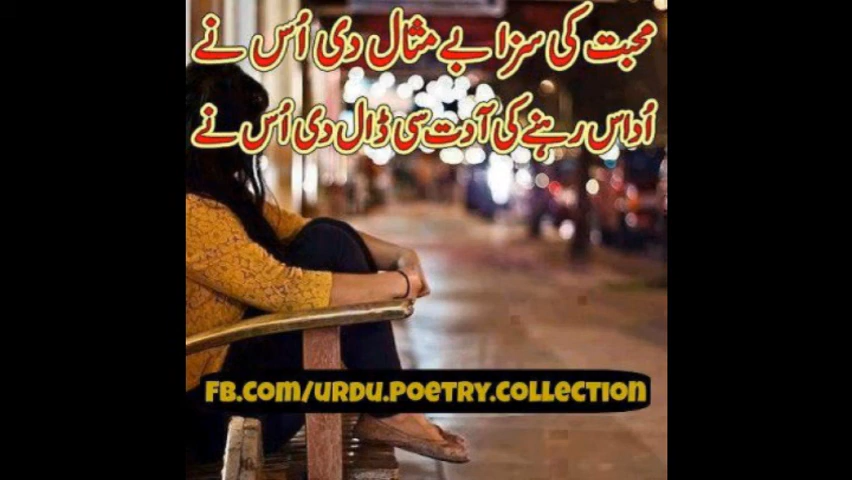 محبت کی سزا بے مثال دی اُس نے
اُداس رہنے کی آدت سی ڈال دی اُس نے
FB.COM/URDU.POETRY.COLLECTION